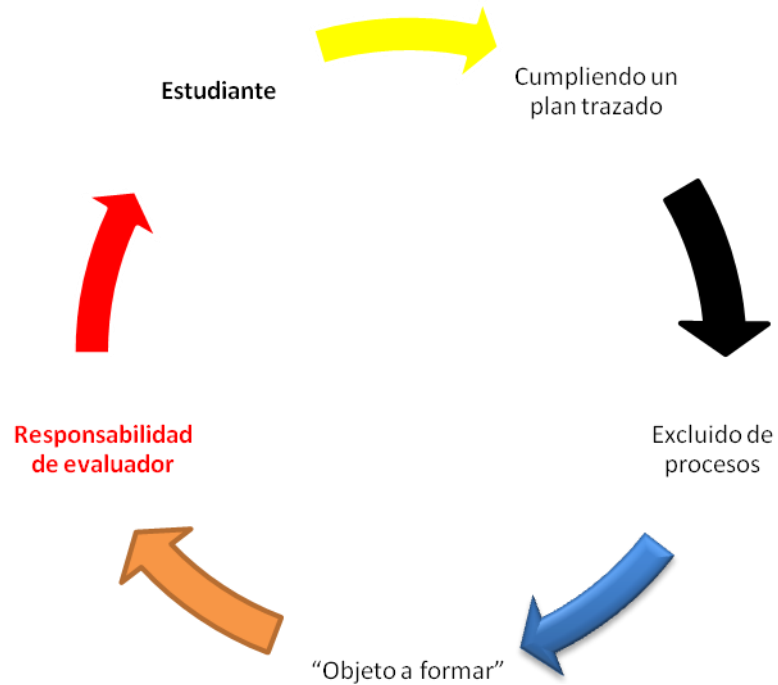 Estudiante
Cumpliendo un
plan trazado
Excluido de
procesos
“Objeto a formar”
Responsabilidad
de evaluador